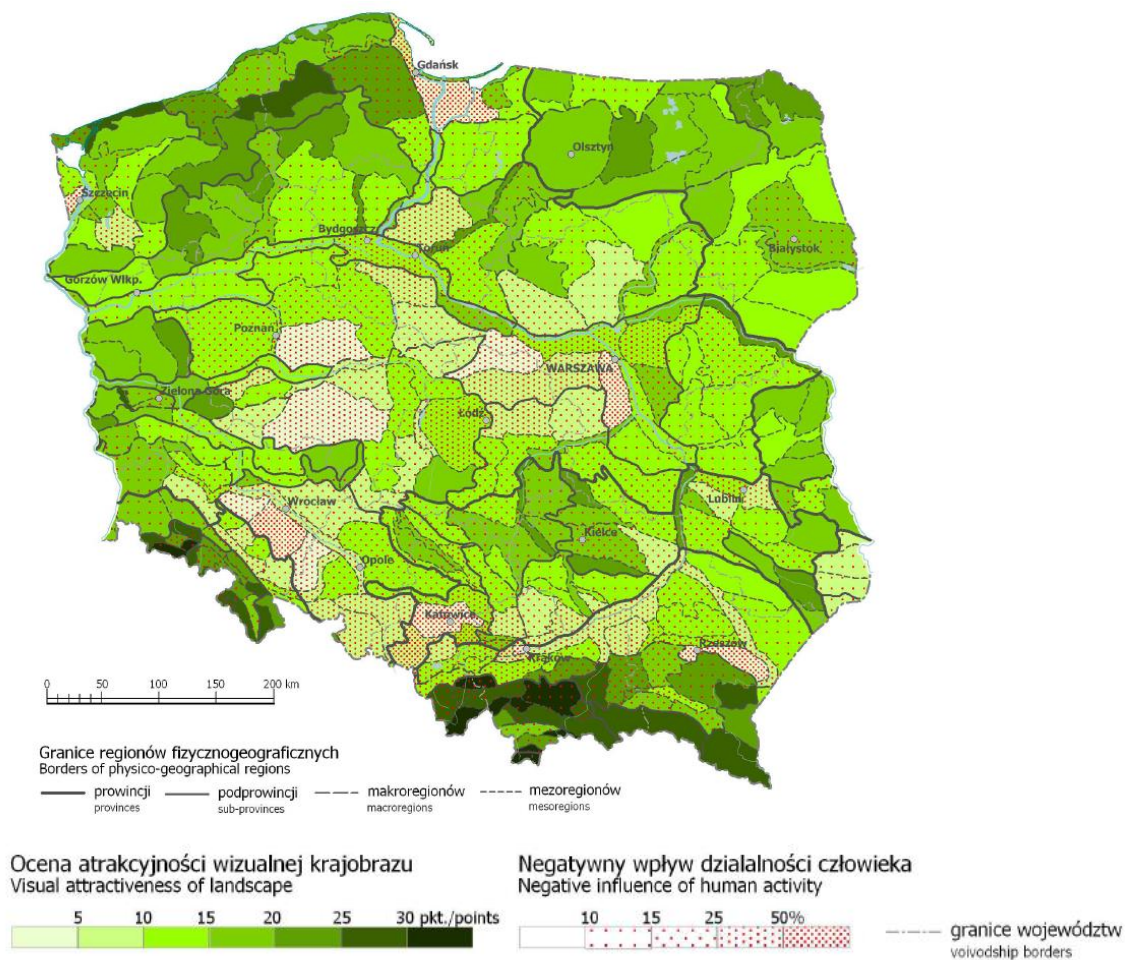 Gdańsk
Olsztyn
Szczecin
Bydgoszcz
Toruń
Białystok
Gorzów Wlkp.
Poznań
WARSZAWA
Zielona Góra
Łódź
Wrocław
Lublin
Kielce
Opole
Katowice
Rzeszów
Kraków
0 50 100 150 200 km
Granice regionów fizycznogeograficznych
Borders of physico-geographical regions
prowincji podprowincji makroregionów mezoregionów
provinces sub-provinces macroregions mesoregions
Ocena atrakcyjności wizualnej krajobrazu
Visual attractiveness of landscape
5 10 15 20 25 30 pkt./points
Negatywny wpływ działalności człowieka
Negative influence of human activity
10 15 25 50%
granice województw
voivodship borders